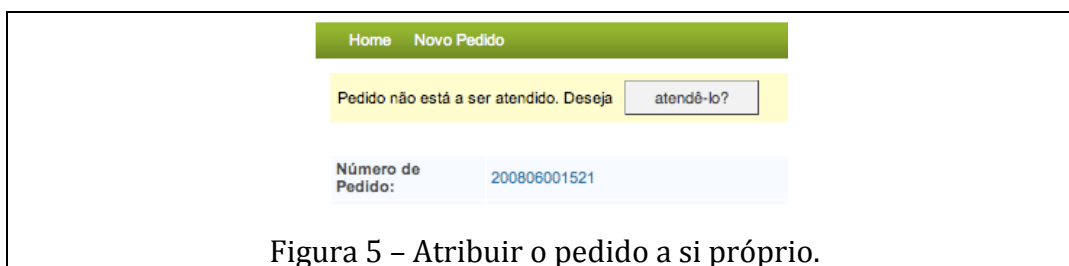 Home Novo Pedido
Pedido não está a ser atendido. Deseja atendê-lo?
Número de
Pedido: 200806001521
Figura 5 – Atribuir o pedido a si próprio.